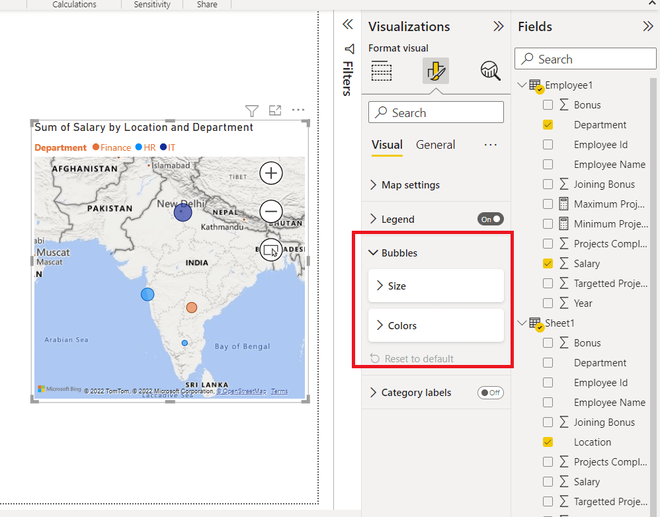 Calculations
Sensitivity
Share
Sum of Salary by Location and Department
Department Finance HR IT
AFGHANISTAN
Islamabad
TIBET
PAKISTAN
New Delhi
NEPAL
Kathmandu
BHUTAN
Muscat
Muscat
INDIA
Arabian Sea
Bay of Bengal
SRI LANKA
Laccadive Sea
Microsoft Bing
© 2022 TomTom, © 2022 Microsoft Corporation, © OpenStreetMap Terms
Filters
Visualizations
Format visual
Search
Visual General
Map settings
Legend On
Bubbles
Size
Colors
Reset to default
Category labels Off
Fields
Search
Employee1
Bonus
Department
Employee Id
Employee Name
Joining Bonus
Maximum Proj...
Minimum Proje...
Projects Compl...
Salary
Targetted Proje...
Year
Sheet1
Bonus
Department
Employee Id
Employee Name
Joining Bonus
Location
Projects Compl...
Salary
Targetted Proje...